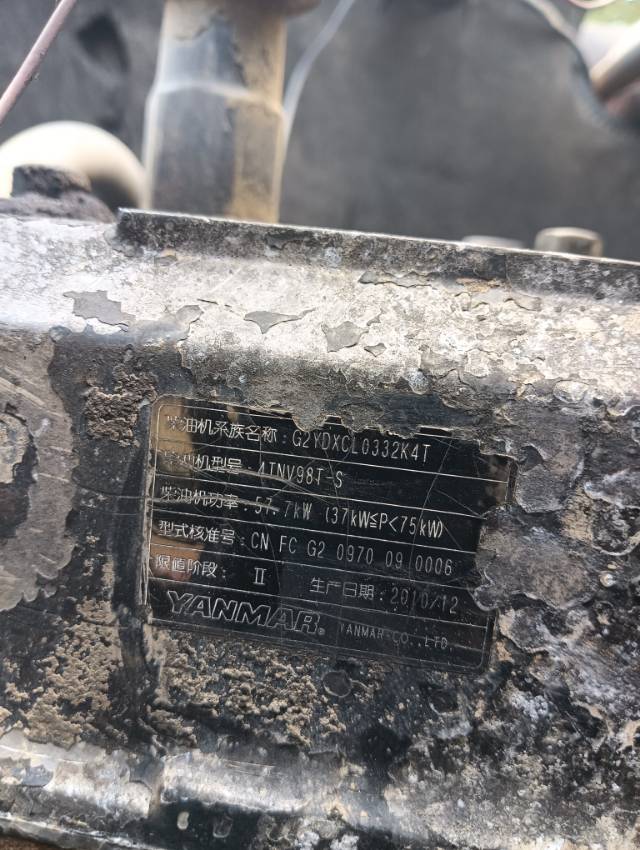 柴油机系族名称：G2YDXCL0332K4T
柴油机型号：4TNV98T-S
柴油机功率：57.7kW (37kW≦P<75kW)
型式核准号：CN FC G2 0970 09 0006
限值阶段： II 生产日期：2010/12
YANMAR® YANMAR CO.,LTD.